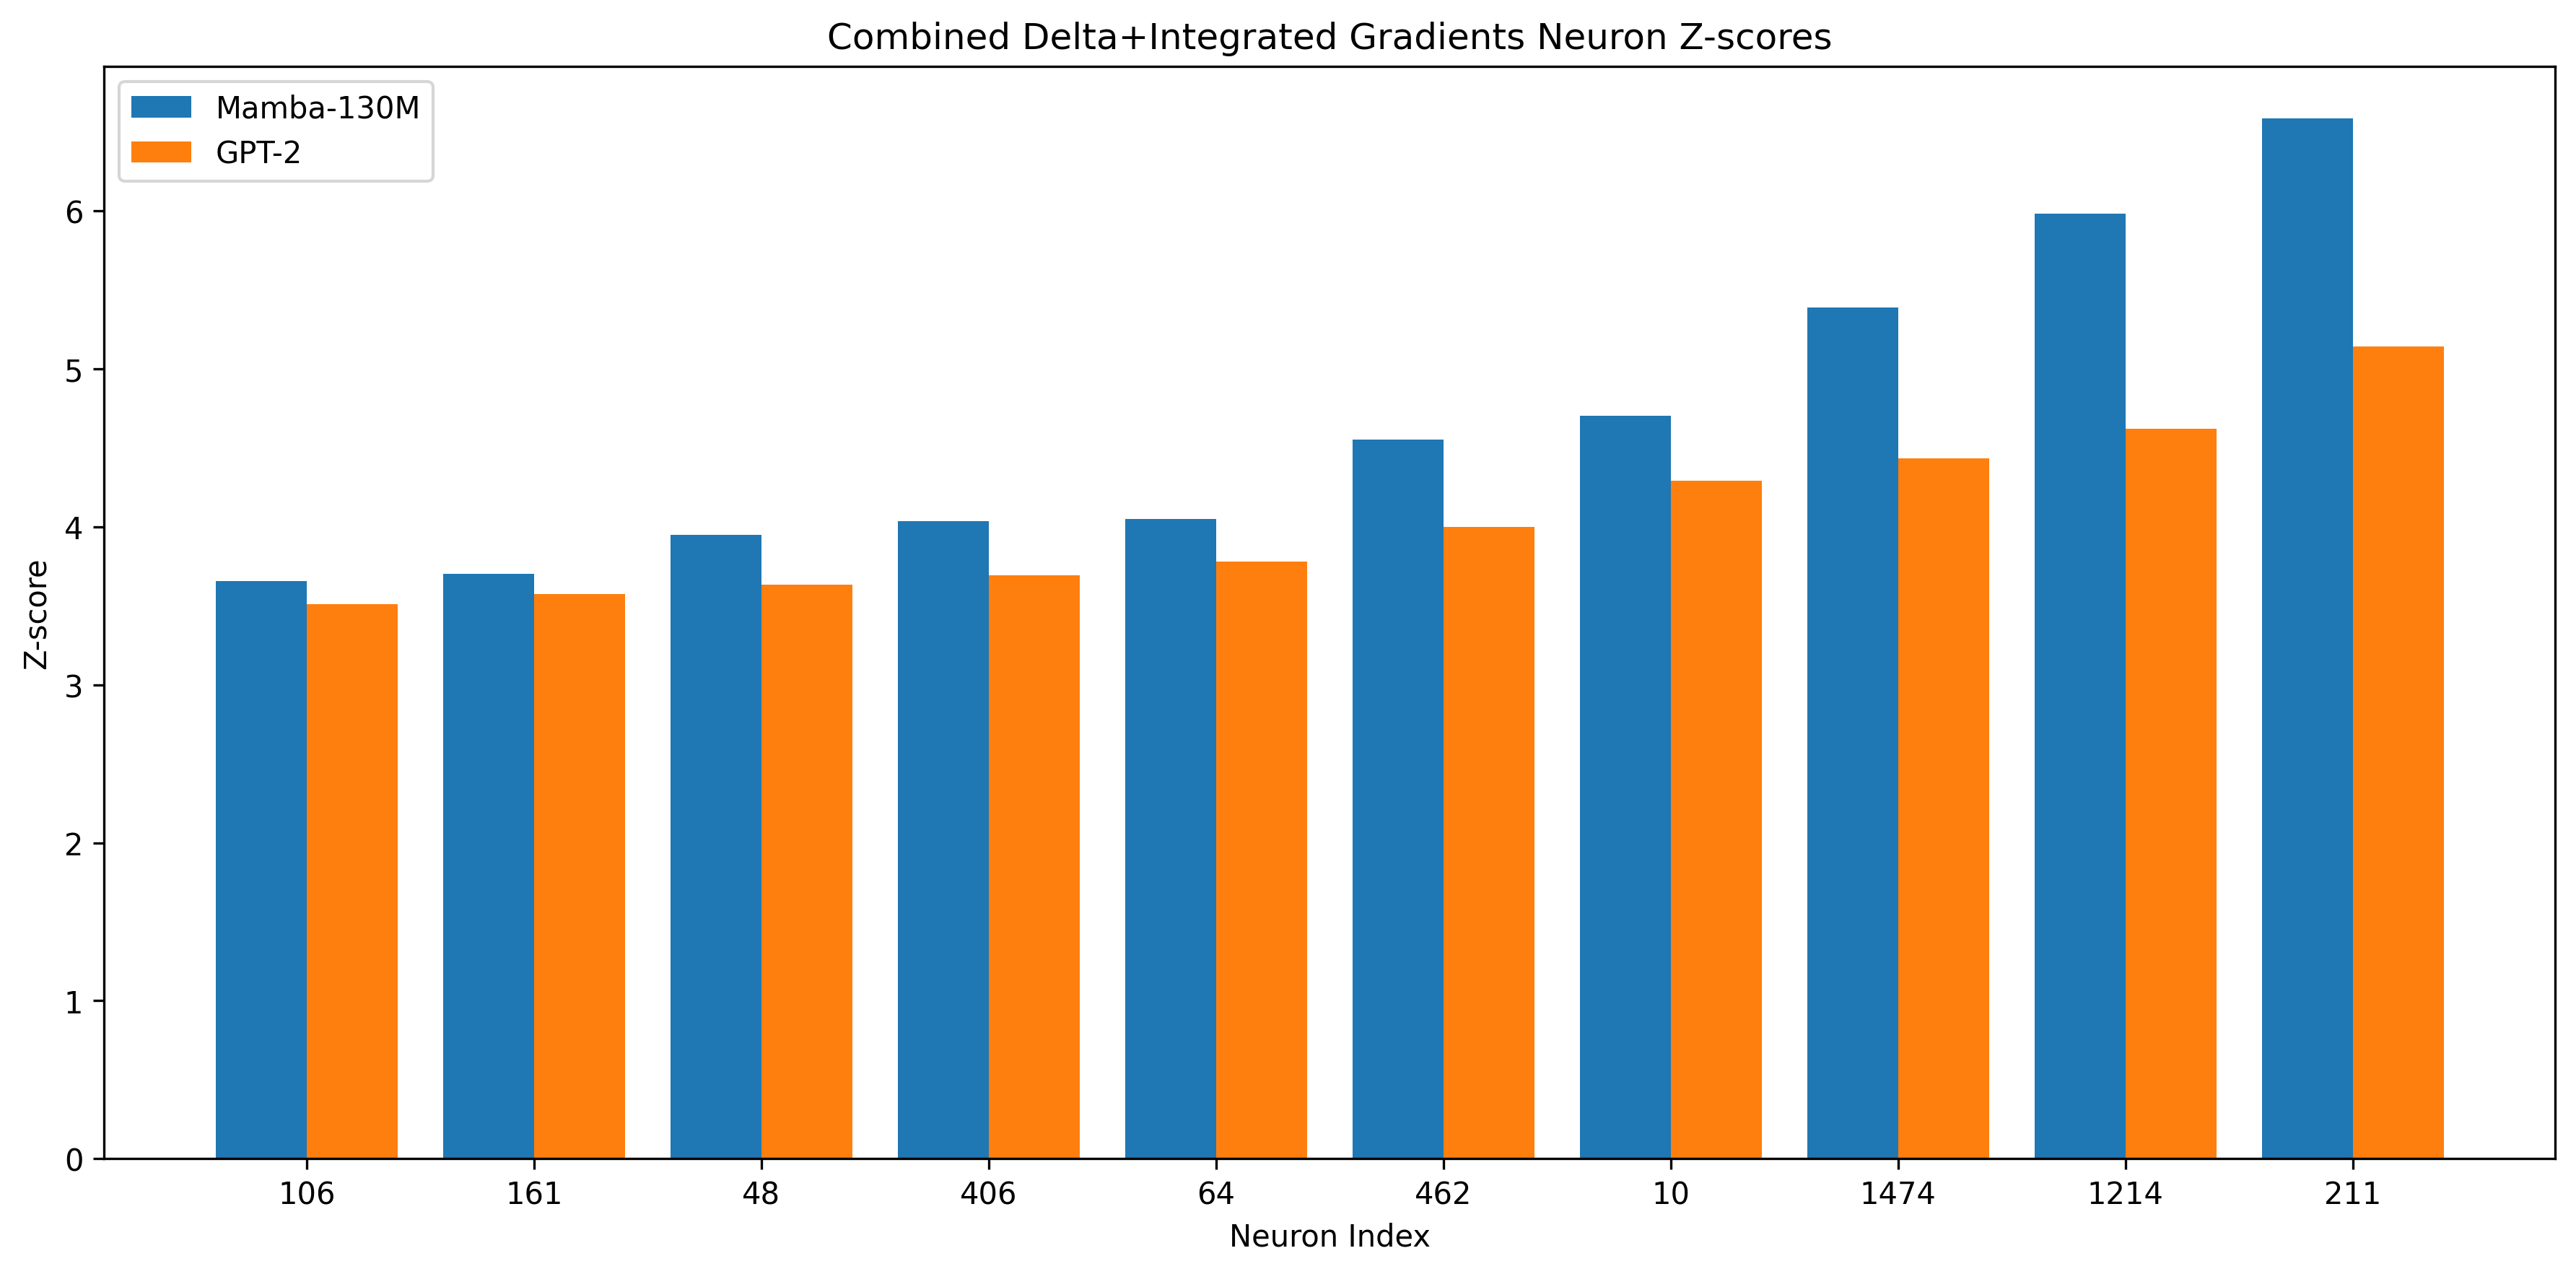 Combined Delta+Integrated Gradients Neuron Z-scores
Mamba-130M
GPT-2
Z-score
6
5
4
3
2
1
0
106 161 48 406 64 462 10 1474 1214 211
Neuron Index